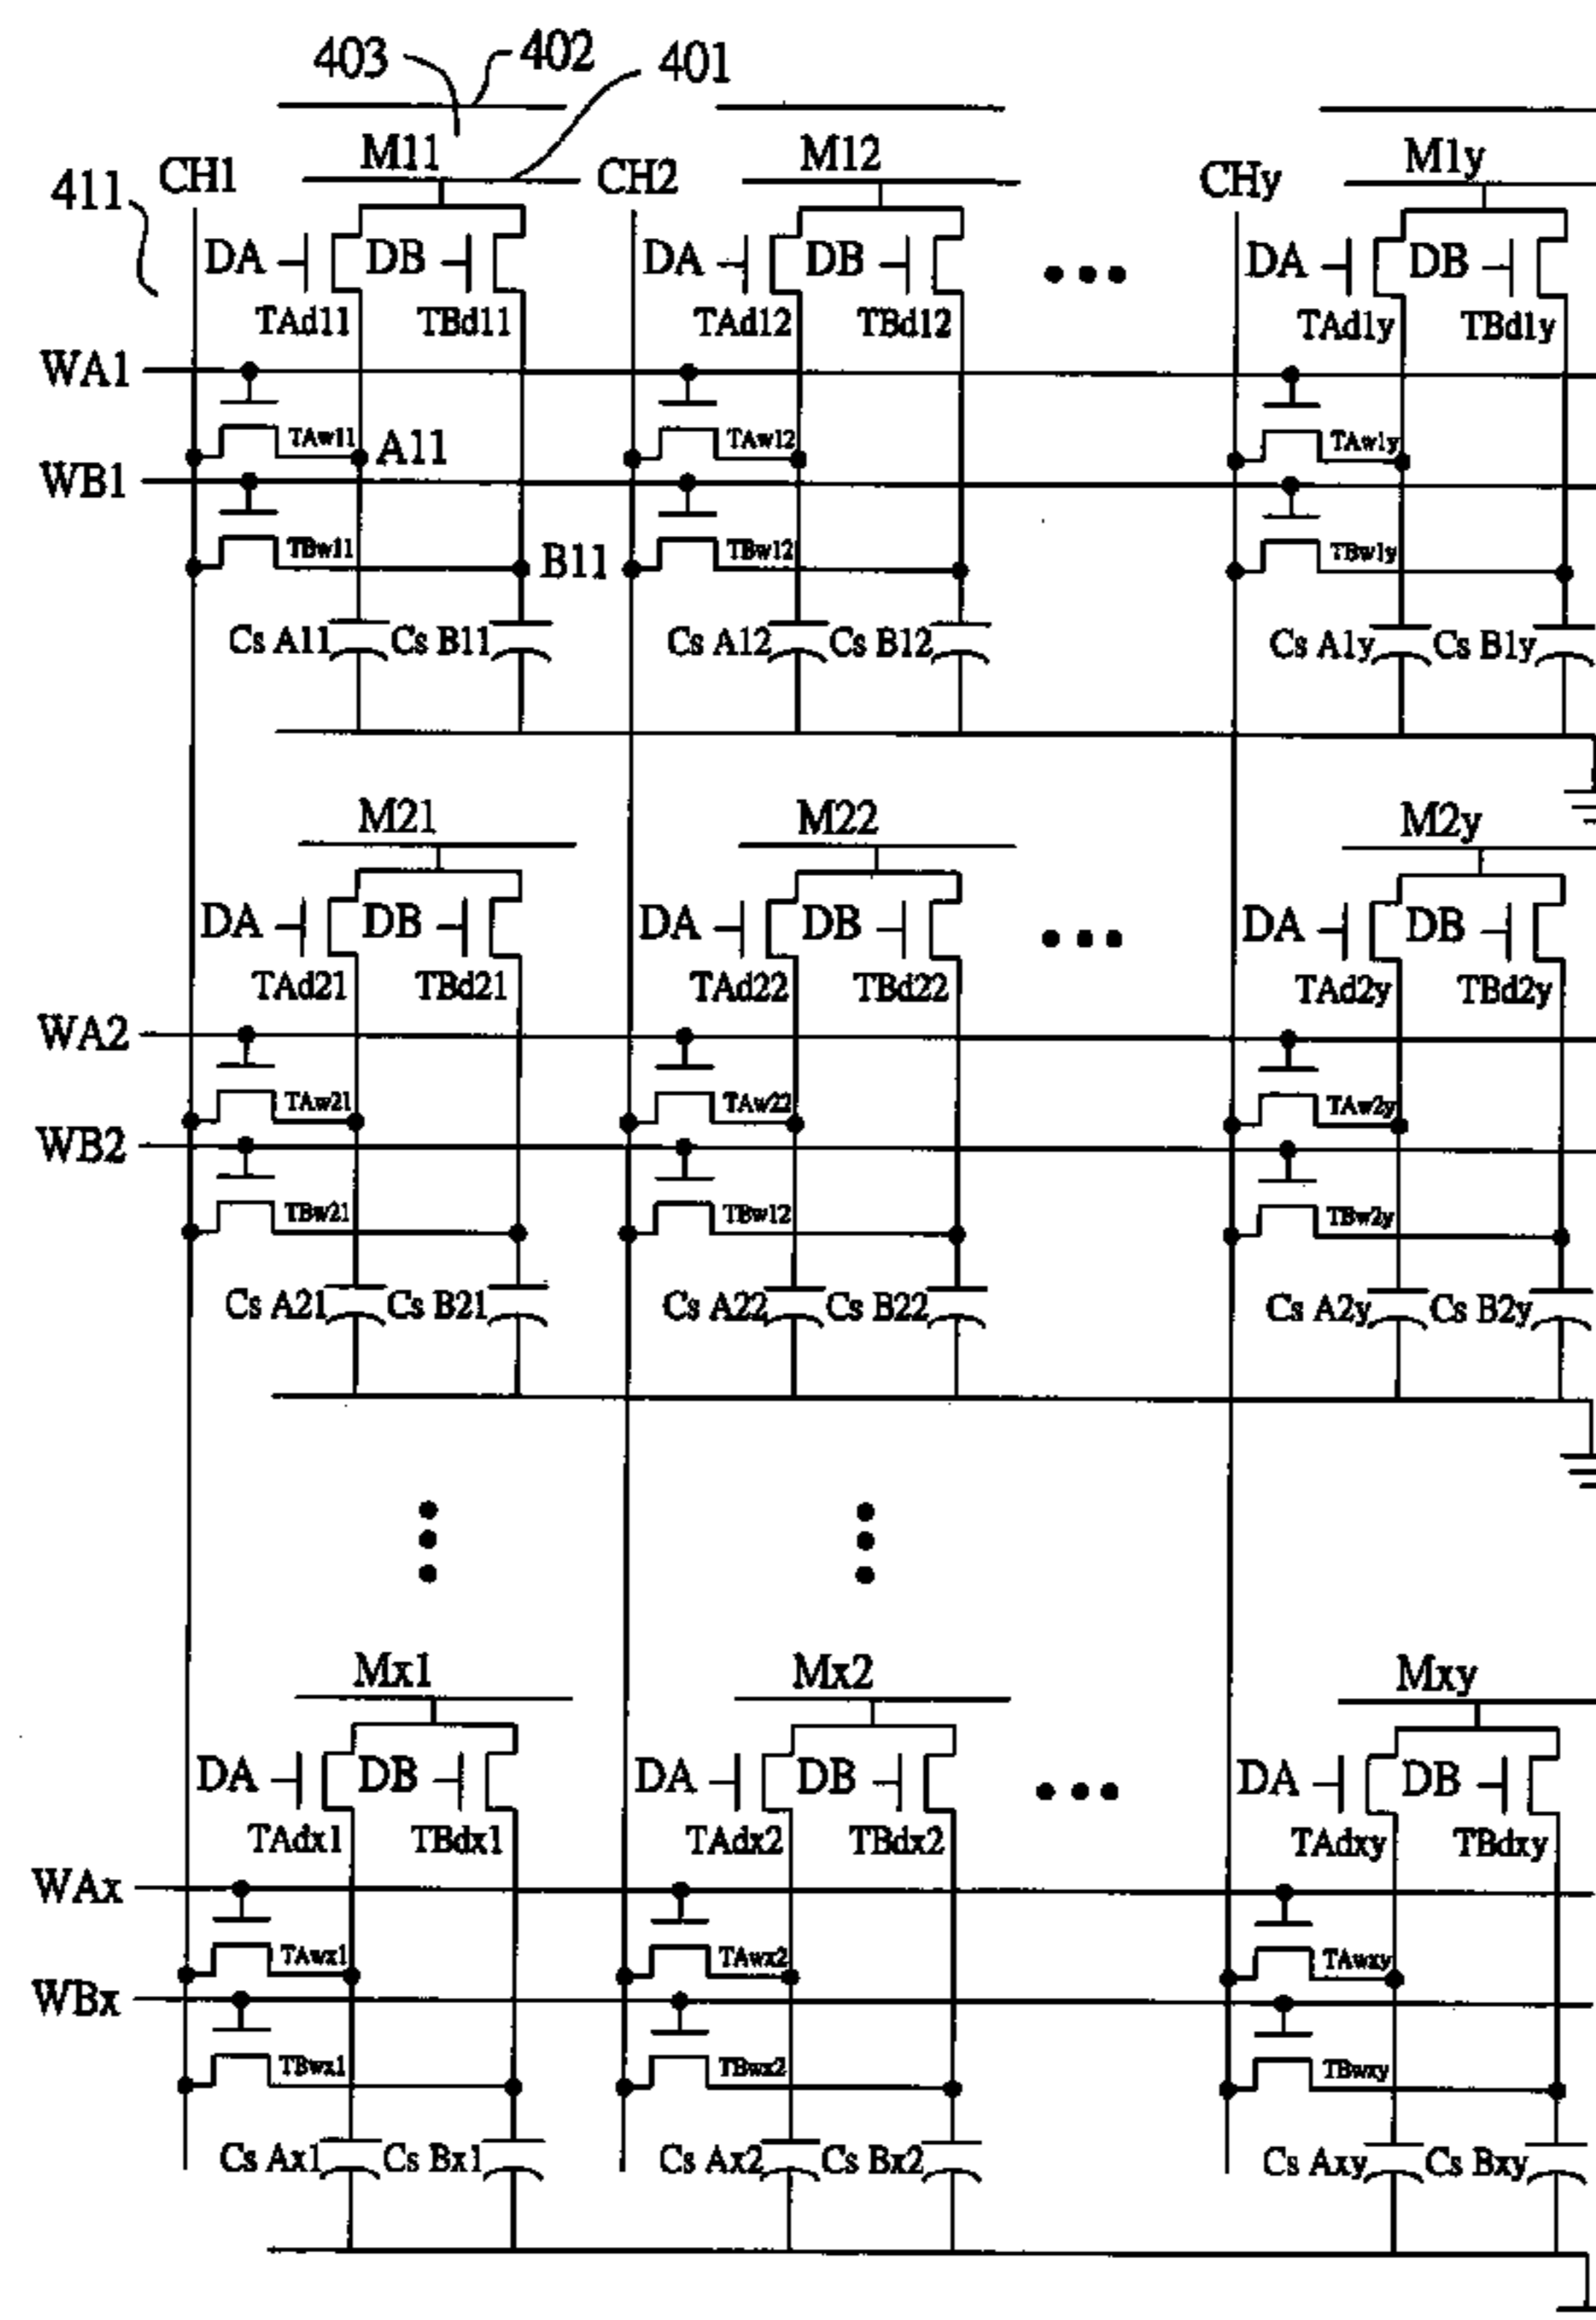 403 402 401
M11 M12 M1y
411 CH1 CH2 CHy
DA DB DA DB DA DB
TAd11 TBd11 TAd12 TBd12 TAd1y TBd1y
WA1
TAw11 A11 TAw12 TAw1y
WB1
TBw11 B11 TBw12 TBw1y
Cs A11 Cs B11 Cs A12 Cs B12 Cs A1y Cs B1y
M21 M22 M2y
DA DB DA DB DA DB
TAd21 TBd21 TAd22 TBd22 TAd2y TBd2y
WA2
TAw21 TAw22 TAw2y
WB2
TBw21 TBw12 TBw2y
Cs A21 Cs B21 Cs A22 Cs B22 Cs A2y Cs B2y
Mx1 Mx2 Mxy
DA DB DA DB DA DB
TAdx1 TBdx1 TAdx2 TBdx2 TAdxy TBdxy
WAx
TAwx1 TAwx2 TAwxy
WBx
TBwx1 TBwx2 TBwxy
Cs Ax1 Cs Bx1 Cs Ax2 Cs Bx2 Cs Axy Cs Bxy